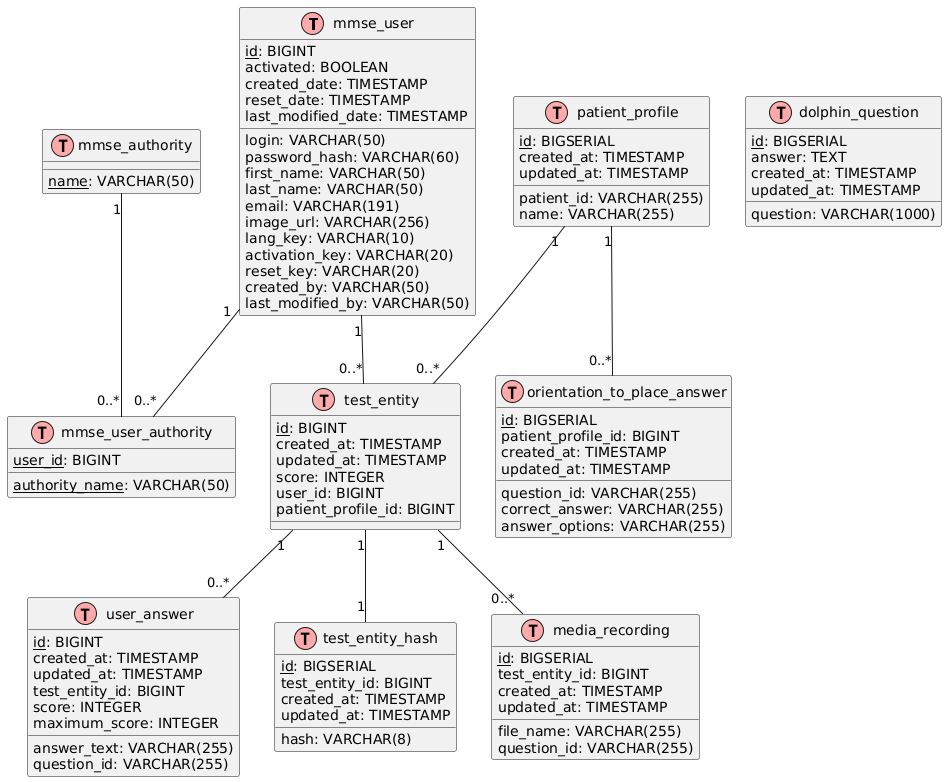 T mmse_user
id: BIGINT
activated: BOOLEAN
created_date: TIMESTAMP
reset_date: TIMESTAMP
last_modified_date: TIMESTAMP
login: VARCHAR(50)
password_hash: VARCHAR(60)
first_name: VARCHAR(50)
last_name: VARCHAR(50)
email: VARCHAR(191)
image_url: VARCHAR(256)
lang_key: VARCHAR(10)
activation_key: VARCHAR(20)
reset_key: VARCHAR(20)
created_by: VARCHAR(50)
last_modified_by: VARCHAR(50)
T mmse_authority
name: VARCHAR(50)
T patient_profile
id: BIGSERIAL
created_at: TIMESTAMP
updated_at: TIMESTAMP
patient_id: VARCHAR(255)
name: VARCHAR(255)
T dolphin_question
id: BIGSERIAL
answer: TEXT
created_at: TIMESTAMP
updated_at: TIMESTAMP
question: VARCHAR(1000)
1
1
1
1
1
0..*
0..*
0..*
0..*
0..*
T mmse_user_authority
user_id: BIGINT
authority_name: VARCHAR(50)
T test_entity
id: BIGINT
created_at: TIMESTAMP
updated_at: TIMESTAMP
score: INTEGER
user_id: BIGINT
patient_profile_id: BIGINT
T orientation_to_place_answer
id: BIGSERIAL
patient_profile_id: BIGINT
created_at: TIMESTAMP
updated_at: TIMESTAMP
question_id: VARCHAR(255)
correct_answer: VARCHAR(255)
answer_options: VARCHAR(255)
1
1
1
0..*
1
0..*
T user_answer
id: BIGINT
created_at: TIMESTAMP
updated_at: TIMESTAMP
test_entity_id: BIGINT
score: INTEGER
maximum_score: INTEGER
answer_text: VARCHAR(255)
question_id: VARCHAR(255)
T test_entity_hash
id: BIGSERIAL
test_entity_id: BIGINT
created_at: TIMESTAMP
updated_at: TIMESTAMP
hash: VARCHAR(8)
T media_recording
id: BIGSERIAL
test_entity_id: BIGINT
created_at: TIMESTAMP
updated_at: TIMESTAMP
file_name: VARCHAR(255)
question_id: VARCHAR(255)